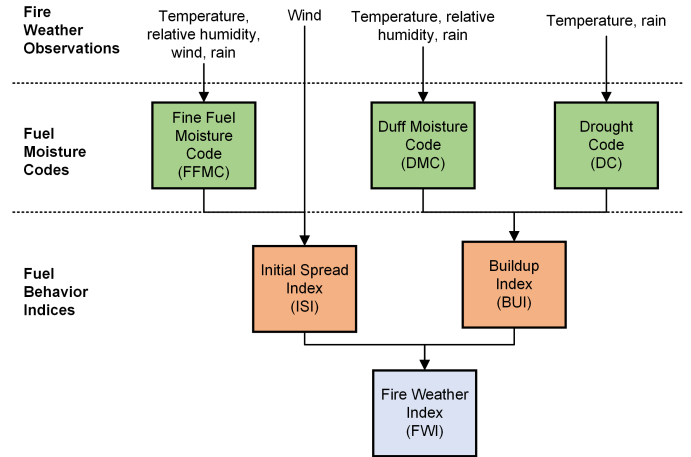 Fire
Weather
Observations
Temperature,
relative humidity,
wind, rain
Wind
Temperature, relative
humidity, rain
Temperature, rain
Fuel
Moisture
Codes
Fine Fuel
Moisture
Code
(FFMC)
Duff Moisture
Code
(DMC)
Drought
Code
(DC)
Fuel
Behavior
Indices
Initial Spread
Index
(ISI)
Buildup
Index
(BUI)
Fire Weather
Index
(FWI)